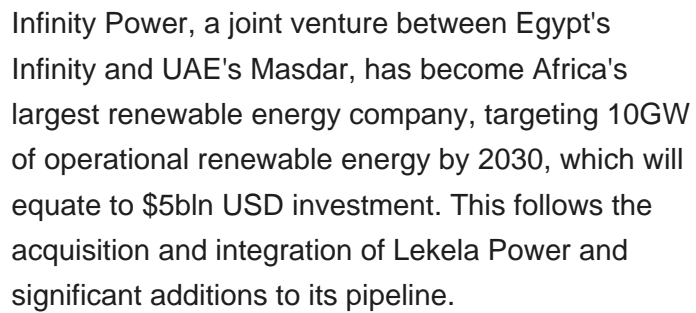 Infinity Power, a joint venture between Egypt's
Infinity and UAE's Masdar, has become Africa's
largest renewable energy company, targeting 10GW
of operational renewable energy by 2030, which will
equate to $5bln USD investment. This follows the
acquisition and integration of Lekela Power and
significant additions to its pipeline.